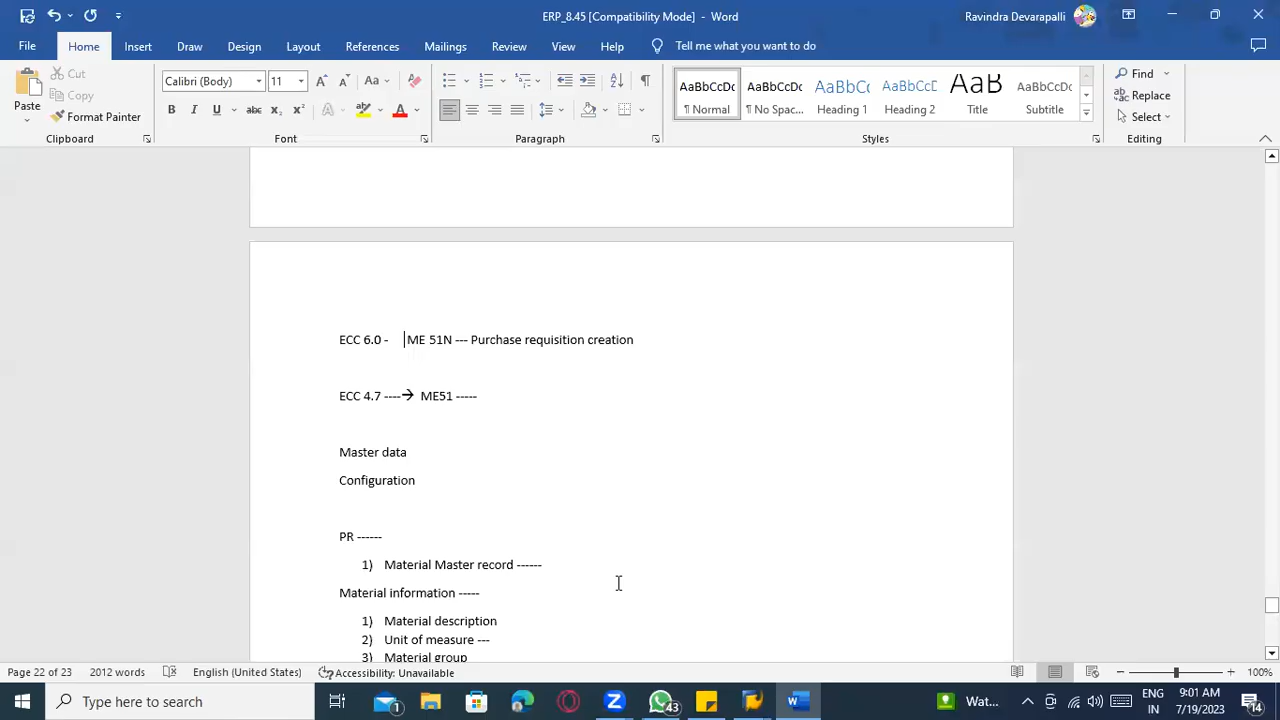 ERP_8.45 [Compatibility Mode] - Word
Ravindra Devarapalli
File Home Insert Draw Design Layout References Mailings Review View Help Tell me what you want to do
Paste
Cut
Copy
Format Painter
Clipboard
Calibri (Body) 11
Font
Paragraph
AaBbCcDc AaBbCcDc AaBbCc AaBbCcD AaB AaBbCcD
¶ Normal ¶ No Spac... Heading 1 Heading 2 Title Subtitle
Styles
Find
Replace
Select
Editing
ECC 6.0 - ME 51N --- Purchase requisition creation
ECC 4.7 ----→ ME51 -----
Master data
Configuration
PR ------
1) Material Master record ------
Material information -----
1) Material description
2) Unit of measure ---
3) Material group
Page 22 of 23 2012 words English (United States) Accessibility: Unavailable 100%
Type here to search
1
43
Wat...
ENG
IN
9:01 AM
7/19/2023
14